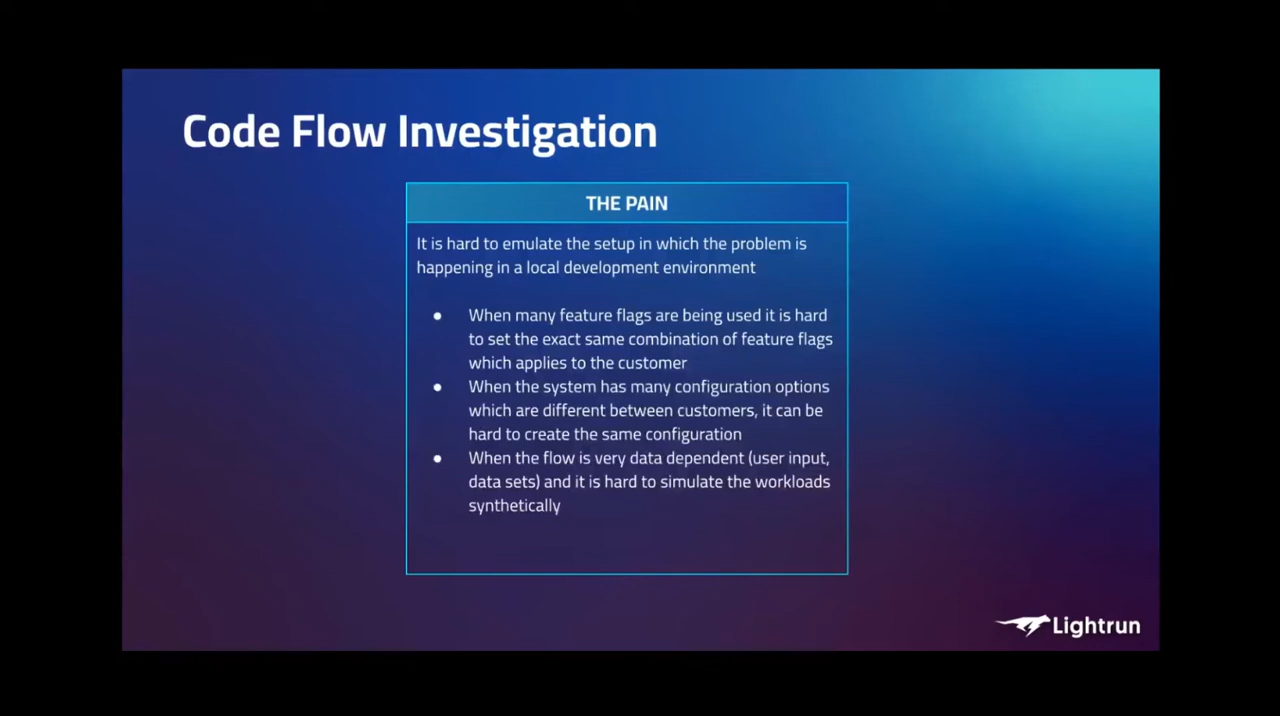 Code Flow Investigation
THE PAIN
It is hard to emulate the setup in which the problem is
happening in a local development environment
● When many feature flags are being used it is hard
to set the exact same combination of feature flags
which applies to the customer
● When the system has many configuration options
which are different between customers, it can be
hard to create the same configuration
● When the flow is very data dependent (user input,
data sets) and it is hard to simulate the workloads
synthetically
Lightrun